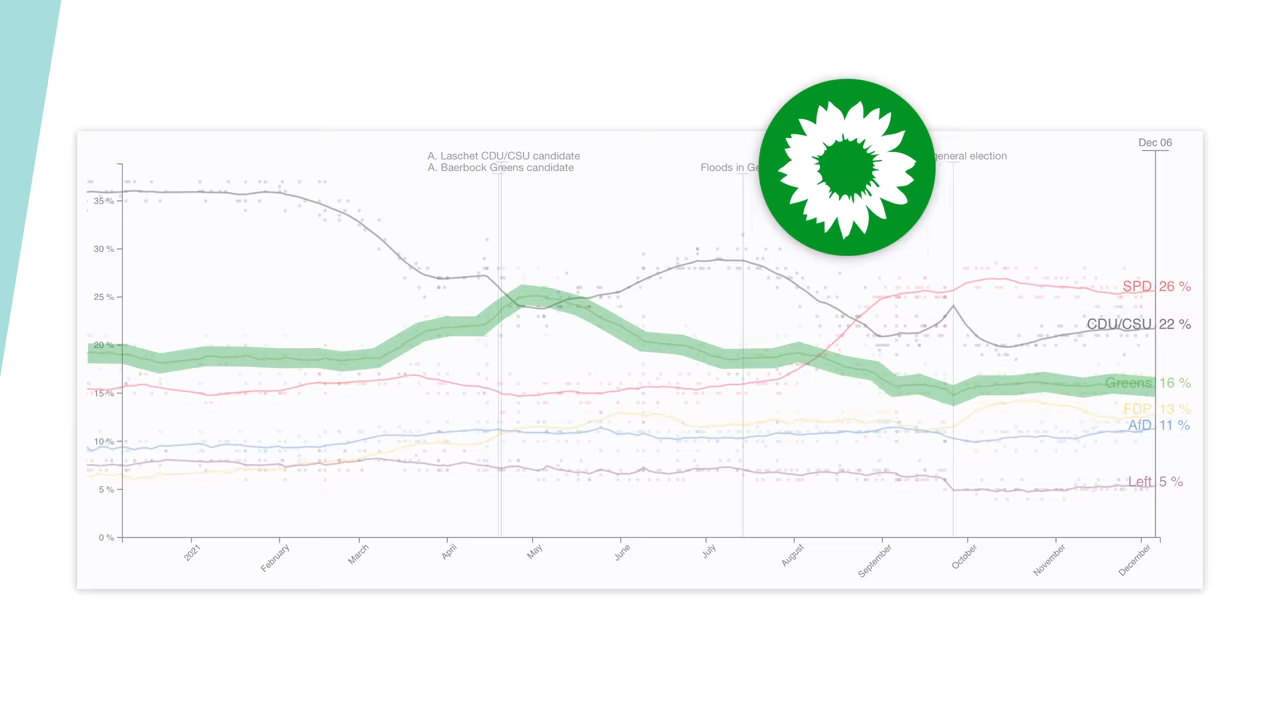 Dec 06
A. Laschet CDU/CSU candidate
A. Baerbock Greens candidate
Floods in Ge
general election
35 %
30 %
25 %
20 %
15 %
10 %
5 %
0 %
SPD, 26 %
CDU/CSU, 22 %
Greens, 16 %
FDP, 13 %
AfD, 11 %
Left, 5 %
2021
February
March
April
May
June
July
August
September
October
November
December